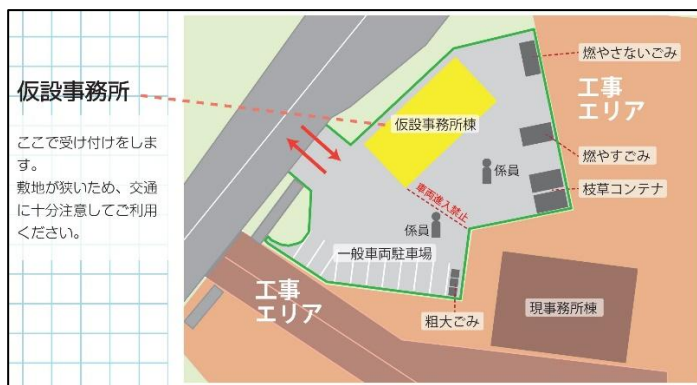 仮設事務所
ここで受け付けをしま
す。
敷地が狭いため、交通
に十分注意してご利用
ください。
燃やさないごみ
工事
エリア
仮設事務所棟
燃やすごみ
係員
枝草コンテナ
車両進入禁止
係員
一般車両駐車場
工事
エリア
粗大ごみ
現事務所棟